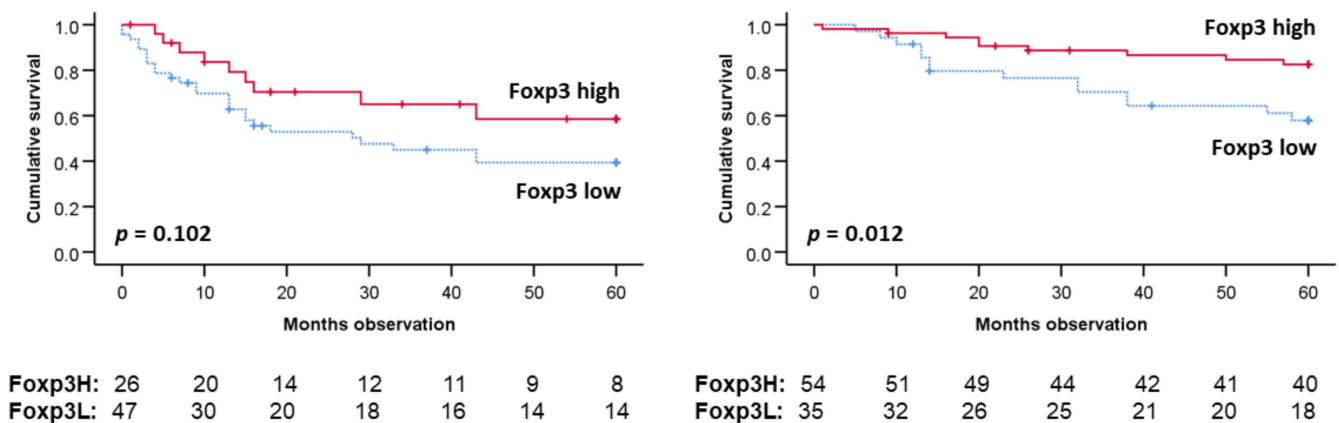 1.0
0.8
0.6
0.4
0.2
0.0
Cumulative survival
Foxp3 high
Foxp3 low
p = 0.102
0 10 20 30 40 50 60
Months observation
Foxp3H: 26 20 14 12 11 9 8
Foxp3L: 47 30 20 18 16 14 14
1.0
0.8
0.6
0.4
0.2
0.0
Cumulative survival
Foxp3 high
Foxp3 low
p = 0.012
0 10 20 30 40 50 60
Months observation
Foxp3H: 54 51 49 44 42 41 40
Foxp3L: 35 32 26 25 21 20 18